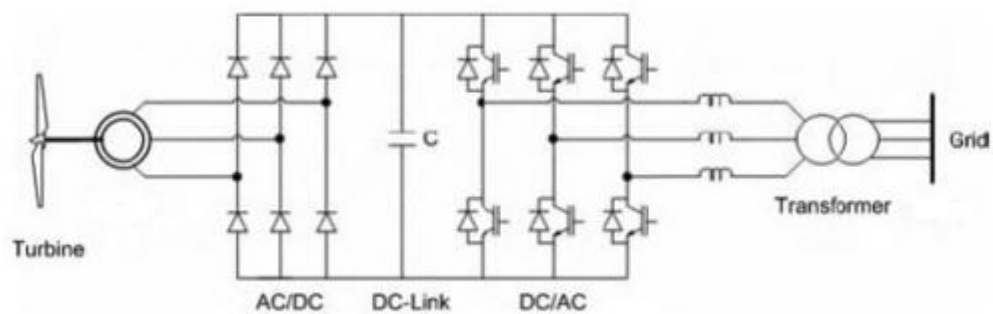 C
Grid
Transformer
Turbine
AC/DC
DC-Link
DC/AC